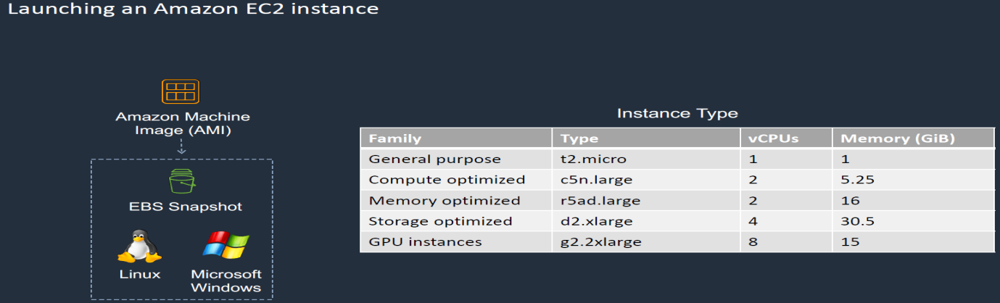 Launching an Amazon EC2 instance
Amazon Machine
Image (AMI)
EBS Snapshot
Linux
Microsoft
Windows
Instance Type
Family Type vCPUs Memory (GiB)
General purpose t2.micro 1 1
Compute optimized c5n.large 2 5.25
Memory optimized r5ad.large 2 16
Storage optimized d2.xlarge 4 30.5
GPU instances g2.2xlarge 8 15